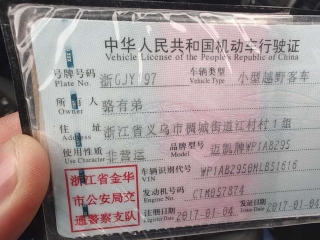 中华人民共和国机动车行驶证
Vehicle License of the People's Republic of China
号牌号码 Plate No. 浙GJY 97 车辆类型 Vehicle Type 小型越野客车
所有人 Owner 骆有弟
住址 Address 浙江省义乌市稠城街道江村村1组
使用性质 Use Character 非营运 品牌型号 Model 迈凯牌WP1AB295
浙江省金华
市公安局交
通警察支队
车辆识别代号 VIN
发动机号码 Engine No. CTM057874
注册日期 2017-01-04 发证日期 2017-01-04